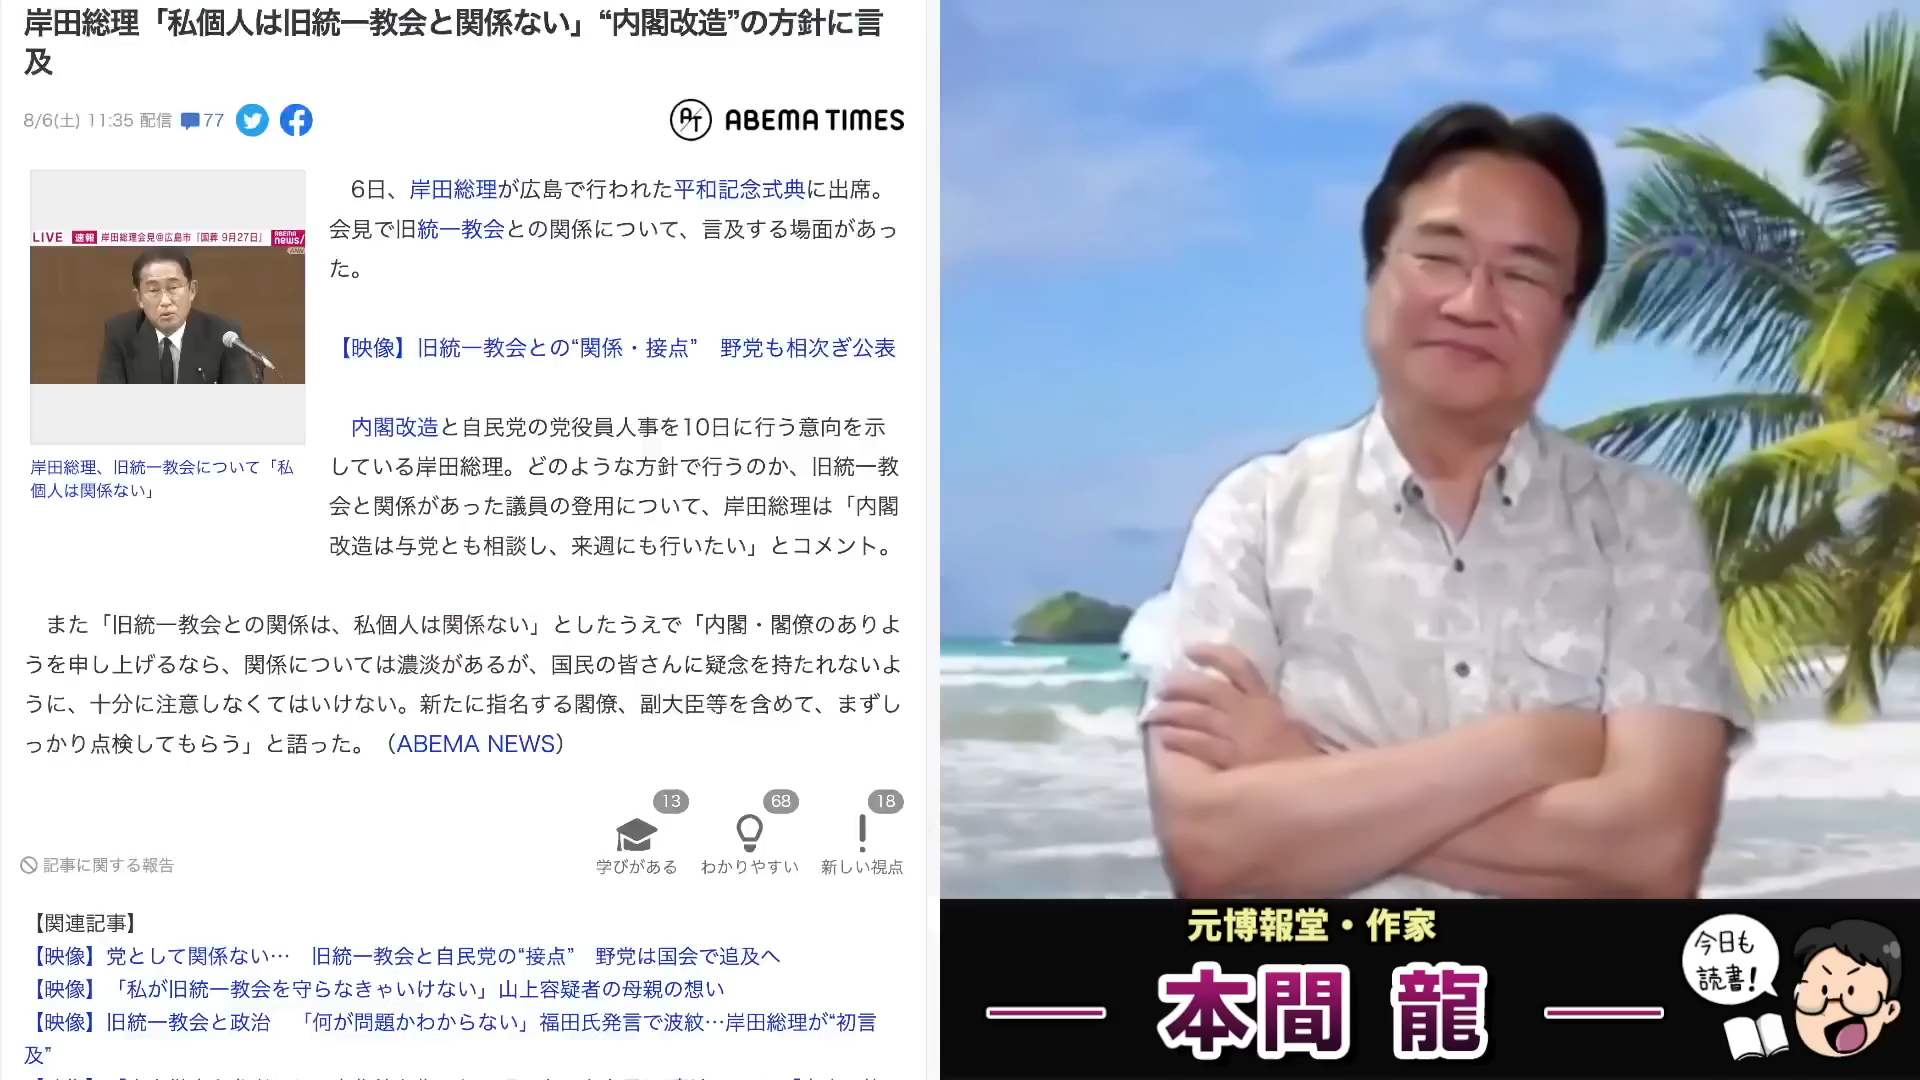 岸田総理「私個人は旧統一教会と関係ない」“内閣改造”の方針に言
及
8/6(土) 11:35 配信 77
ABEMA TIMES
LIVE 速報 岸田総理会見@広島市「国葬 9月27日」 ABEMA news/
岸田総理、旧統一教会について「私
個人は関係ない」
6日、岸田総理が広島で行われた平和記念式典に出席。
会見で旧統一教会との関係について、言及する場面があっ
た。
【映像】旧統一教会との“関係・接点”　野党も相次ぎ公表
内閣改造と自民党の党役員人事を10日に行う意向を示
している岸田総理。どのような方針で行うのか、旧統一教
会と関係があった議員の登用について、岸田総理は「内閣
改造は与党とも相談し、来週にも行いたい」とコメント。
また「旧統一教会との関係は、私個人は関係ない」としたうえで「内閣・閣僚のありよ
うを申し上げるなら、関係については濃淡があるが、国民の皆さんに疑念を持たれないよ
うに、十分に注意しなくてはいけない。新たに指名する閣僚、副大臣等を含めて、まずし
っかり点検してもらう」と語った。（ABEMA NEWS）
13 68 18
学びがある わかりやすい 新しい視点
記事に関する報告
【関連記事】
【映像】党として関係ない…　旧統一教会と自民党の“接点”　野党は国会で追及へ
【映像】「私が旧統一教会を守らなきゃいけない」山上容疑者の母親の想い
【映像】旧統一教会と政治　「何が問題かわからない」福田氏発言で波紋…岸田総理が“初言
及”
元博報堂・作家
本間 龍
今日も
読書!